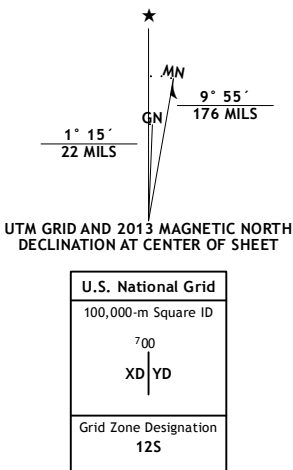 ★
MN
GN
9° 55´
176 MILS
1° 15´
22 MILS
UTM GRID AND 2013 MAGNETIC NORTH
DECLINATION AT CENTER OF SHEET
U.S. National Grid
100,000-m Square ID
⁷00
XD YD
Grid Zone Designation
12S